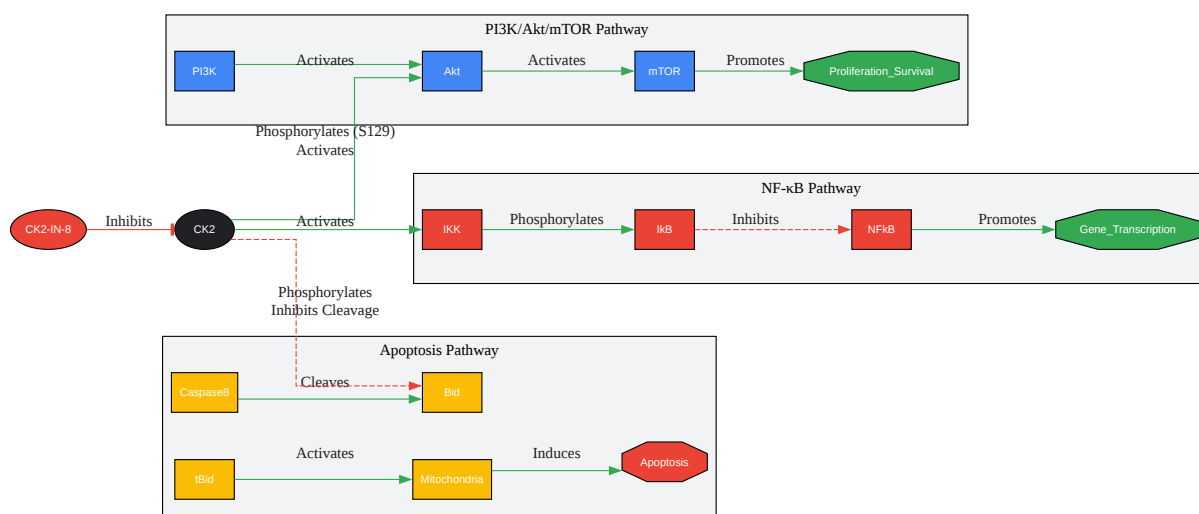 PI3K/Akt/mTOR Pathway
PI3K
Activates
Akt
Activates
mTOR
Promotes
Proliferation_Survival
Phosphorylates (S129)
Activates
NF-κB Pathway
CK2-IN-8
Inhibits
CK2
Activates
IKK
Phosphorylates
IkB
Inhibits
NFkB
Promotes
Gene_Transcription
Phosphorylates
Inhibits Cleavage
Apoptosis Pathway
Caspase8
Cleaves
Bid
tBid
Activates
Mitochondria
Induces
Apoptosis